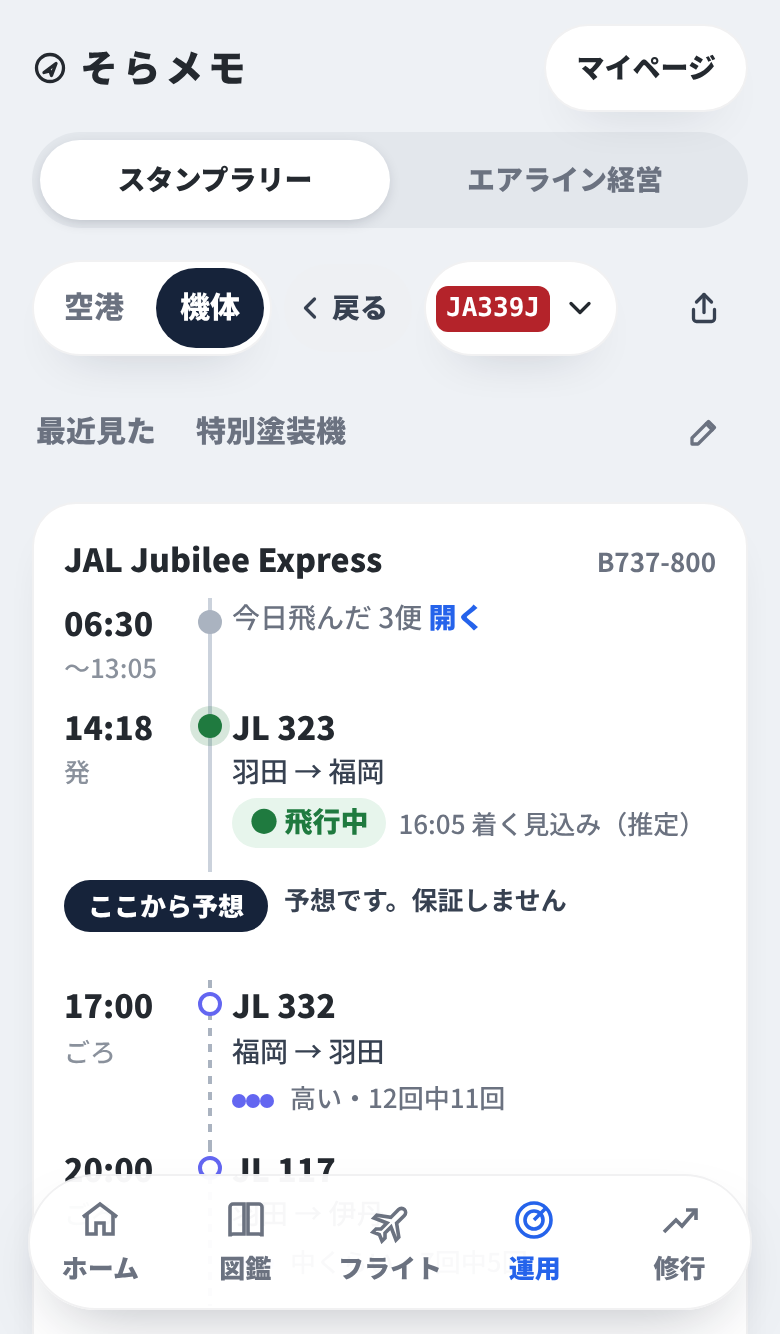 そらメモ
マイページ
スタンプラリー
エアライン経営
空港
機体
戻る
JA339J
最近見た
特別塗装機
JAL Jubilee Express
B737-800
06:30
今日飛んだ 3便 開く
〜13:05
14:18
JL 323
発
羽田 → 福岡
飛行中
16:05 着く見込み（推定）
ここから予想
予想です。保証しません
17:00
JL 332
ごろ
福岡 → 羽田
高い・12回中11回
20:00
JL 117
羽田 → 伊丹
ホーム
図鑑
フライト
運用
修行